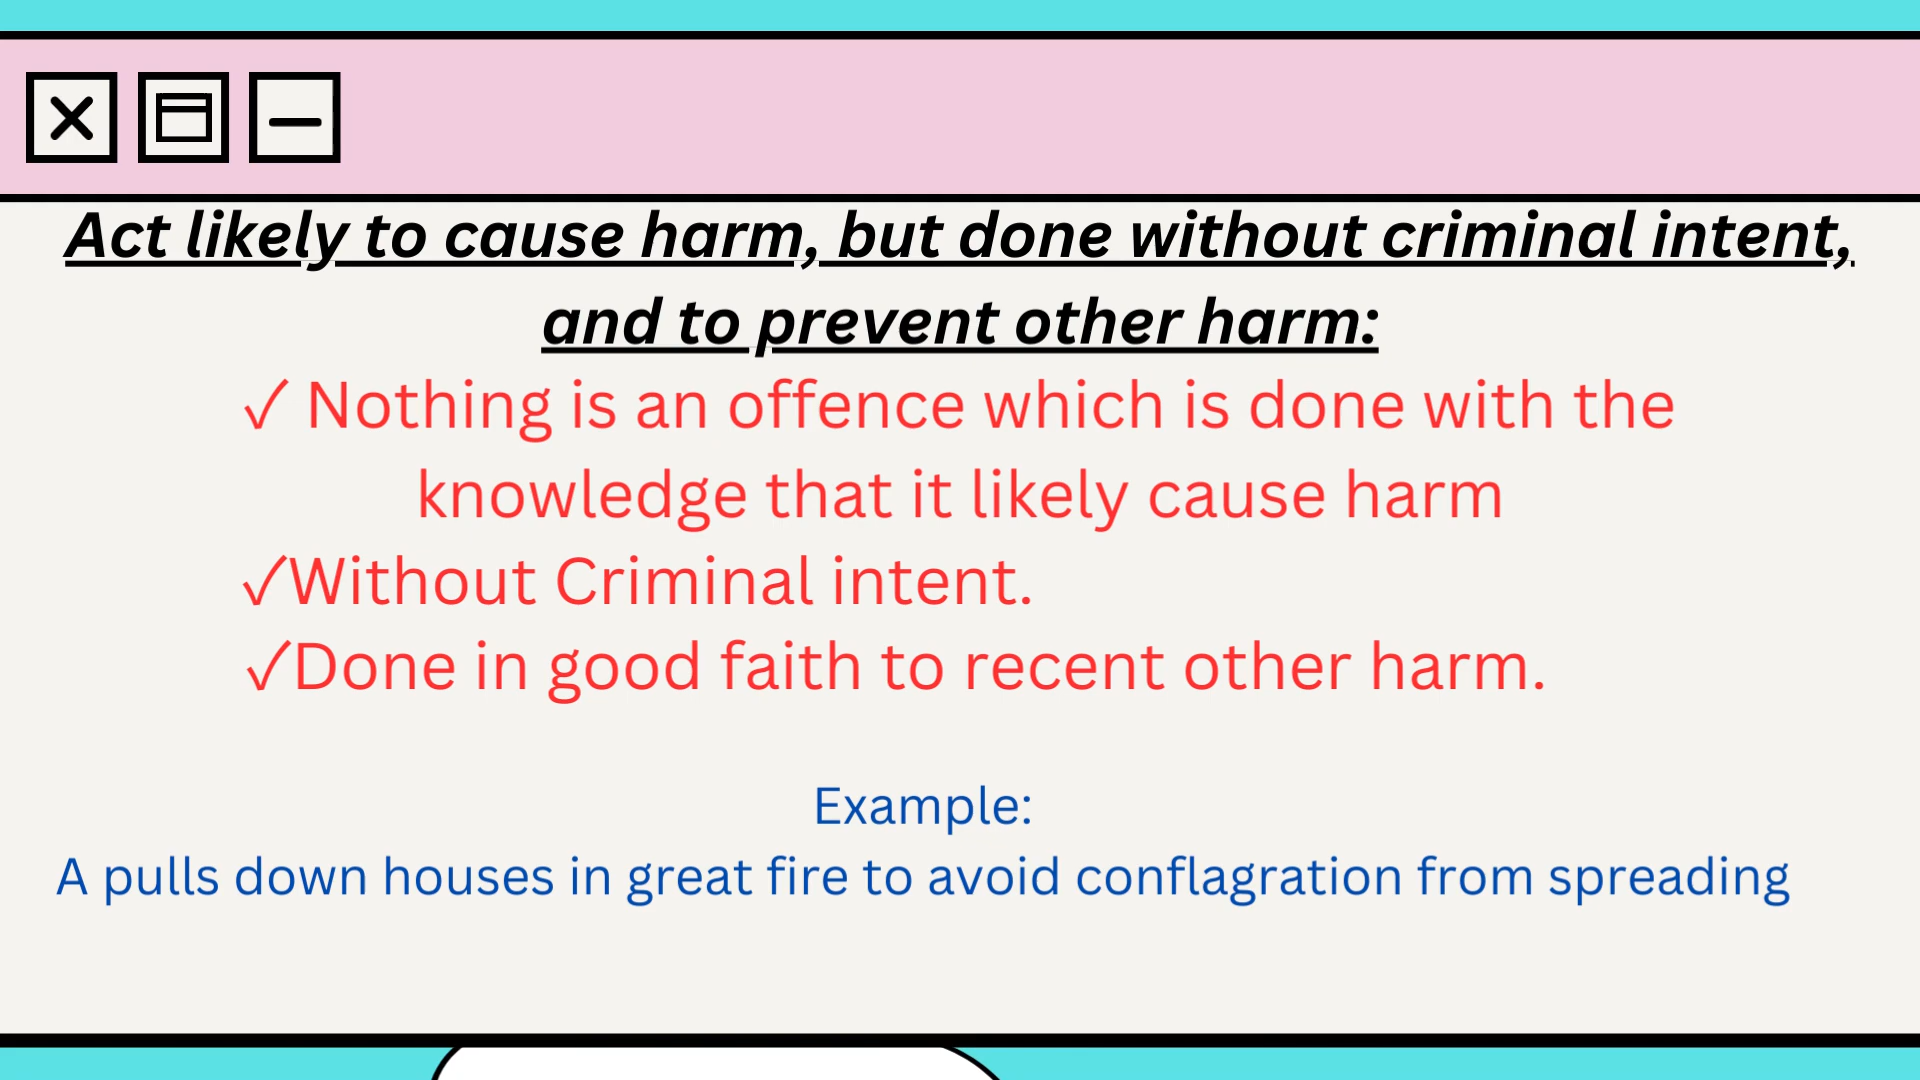 Act likely to cause harm, but done without criminal intent,
and to prevent other harm:
✓ Nothing is an offence which is done with the
knowledge that it likely cause harm
✓Without Criminal intent.
✓Done in good faith to recent other harm.
Example:
A pulls down houses in great fire to avoid conflagration from spreading